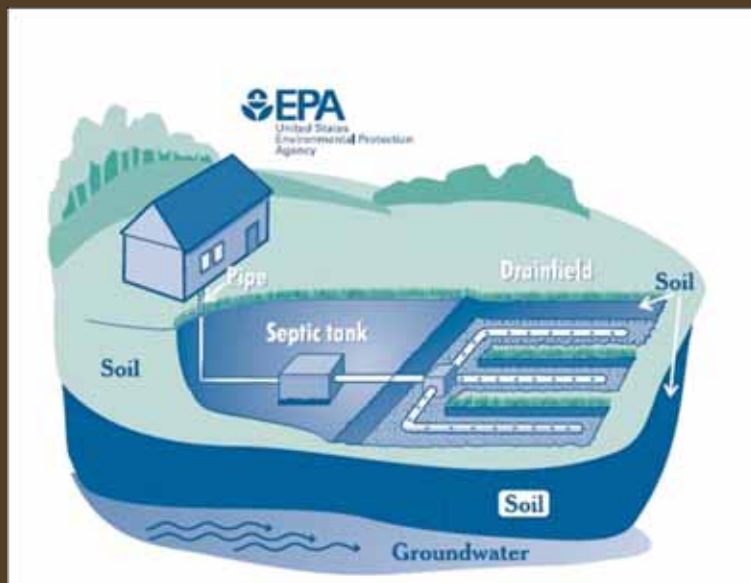 EPA
United States
Environmental Protection
Agency
Pipe
Drainfield
Soil
Septic tank
Soil
Soil
Groundwater